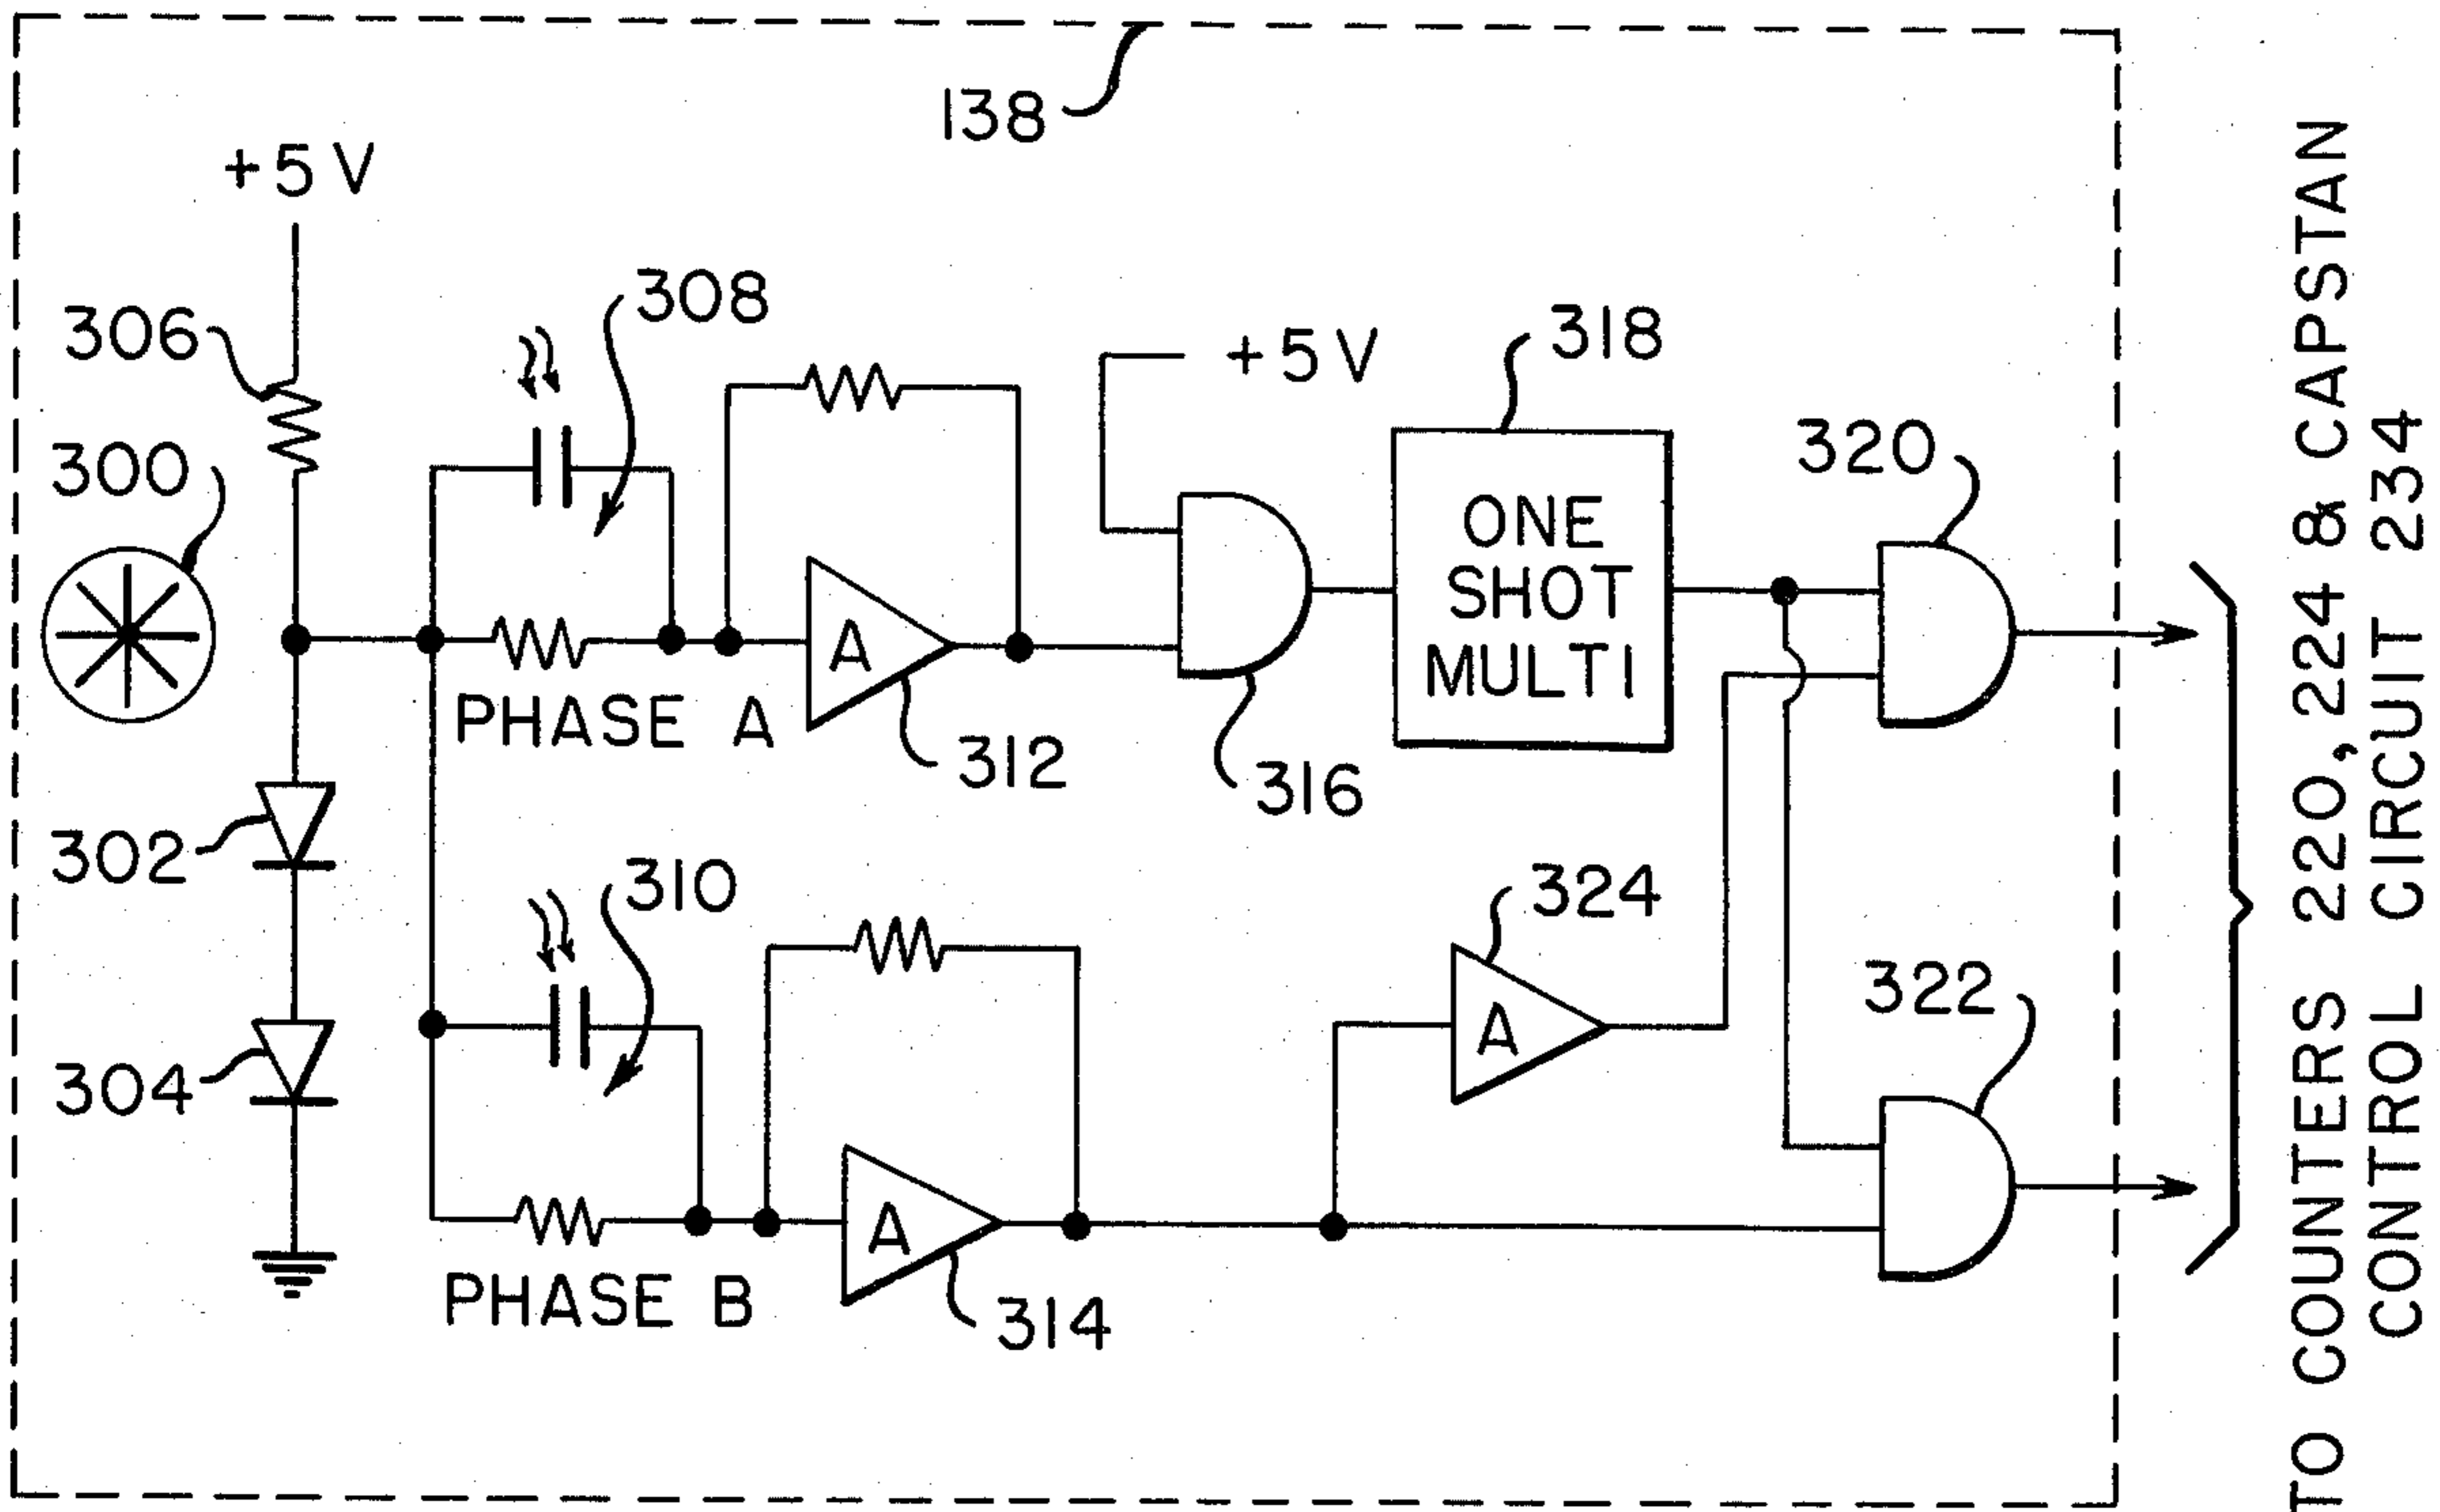 138
+5 V
306
308
+5 V
318
300
320
ONE
SHOT
MULTI
A
PHASE A
312
316
302
310
324
322
A
304
A
PHASE B
314
TO COUNTERS 220, 224 & CAPSTAN
CONTROL CIRCUIT 234